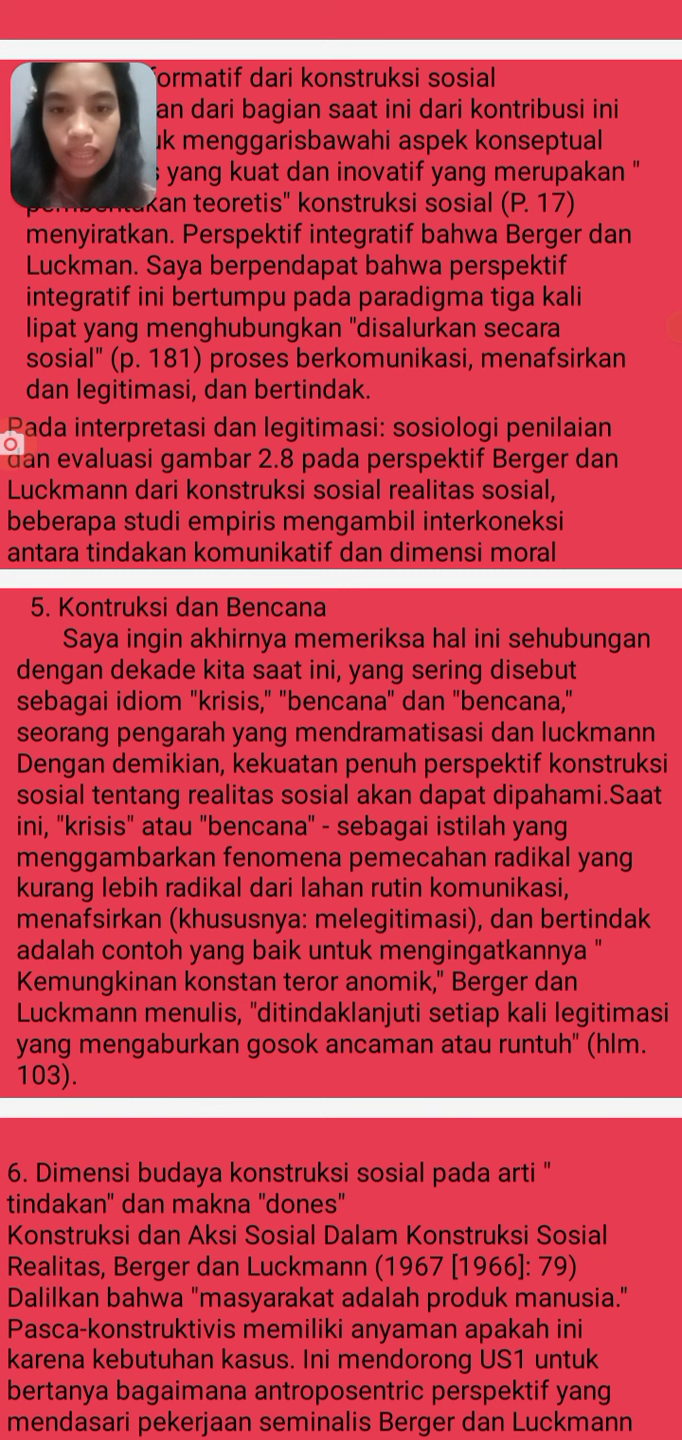 formatif dari konstruksi sosial
an dari bagian saat ini dari kontribusi ini
uk menggarisbawahi aspek konseptual
yang kuat dan inovatif yang merupakan "
pembentukan teoretis" konstruksi sosial (P. 17)
menyiratkan. Perspektif integratif bahwa Berger dan
Luckman. Saya berpendapat bahwa perspektif
integratif ini bertumpu pada paradigma tiga kali
lipat yang menghubungkan "disalurkan secara
sosial" (p. 181) proses berkomunikasi, menafsirkan
dan legitimasi, dan bertindak.
Pada interpretasi dan legitimasi: sosiologi penilaian
dan evaluasi gambar 2.8 pada perspektif Berger dan
Luckmann dari konstruksi sosial realitas sosial,
beberapa studi empiris mengambil interkoneksi
antara tindakan komunikatif dan dimensi moral
5. Kontruksi dan Bencana
Saya ingin akhirnya memeriksa hal ini sehubungan
dengan dekade kita saat ini, yang sering disebut
sebagai idiom "krisis," "bencana" dan "bencana,"
seorang pengarah yang mendramatisasi dan luckmann
Dengan demikian, kekuatan penuh perspektif konstruksi
sosial tentang realitas sosial akan dapat dipahami.Saat
ini, "krisis" atau "bencana" - sebagai istilah yang
menggambarkan fenomena pemecahan radikal yang
kurang lebih radikal dari lahan rutin komunikasi,
menafsirkan (khususnya: melegitimasi), dan bertindak
adalah contoh yang baik untuk mengingatkannya "
Kemungkinan konstan teror anomik," Berger dan
Luckmann menulis, "ditindaklanjuti setiap kali legitimasi
yang mengaburkan gosok ancaman atau runtuh" (hlm.
103).
6. Dimensi budaya konstruksi sosial pada arti "
tindakan" dan makna "dones"
Konstruksi dan Aksi Sosial Dalam Konstruksi Sosial
Realitas, Berger dan Luckmann (1967 [1966]: 79)
Dalilkan bahwa "masyarakat adalah produk manusia."
Pasca-konstruktivis memiliki anyaman apakah ini
karena kebutuhan kasus. Ini mendorong US1 untuk
bertanya bagaimana antroposentric perspektif yang
mendasari pekerjaan seminalis Berger dan Luckmann